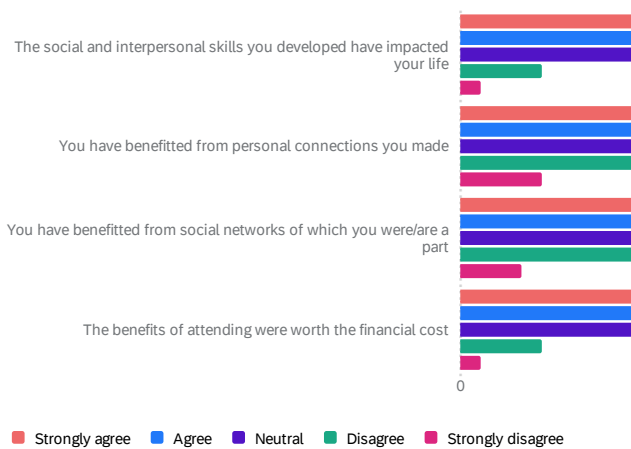 The social and interpersonal skills you developed have impacted
your life
You have benefitted from personal connections you made
You have benefitted from social networks of which you were/are a
part
The benefits of attending were worth the financial cost
0
Strongly agree Agree Neutral Disagree Strongly disagree